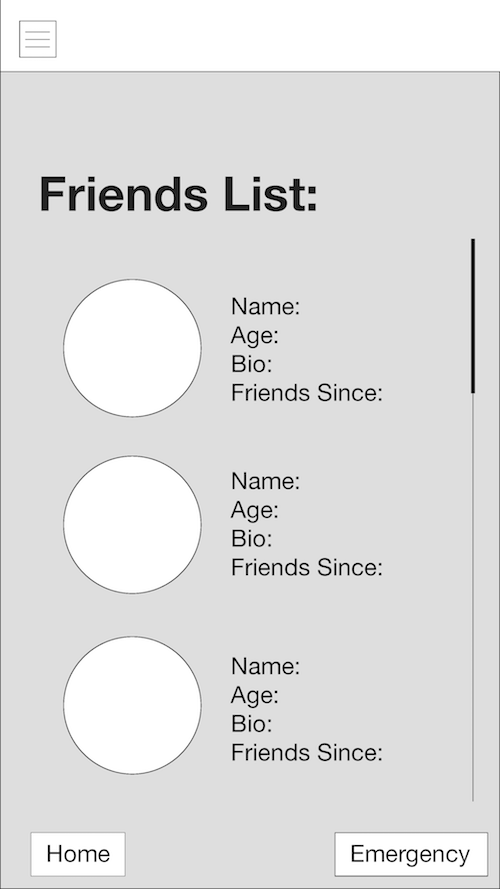 Friends List:
Name:
Age:
Bio:
Friends Since:
Name:
Age:
Bio:
Friends Since:
Name:
Age:
Bio:
Friends Since:
Home
Emergency